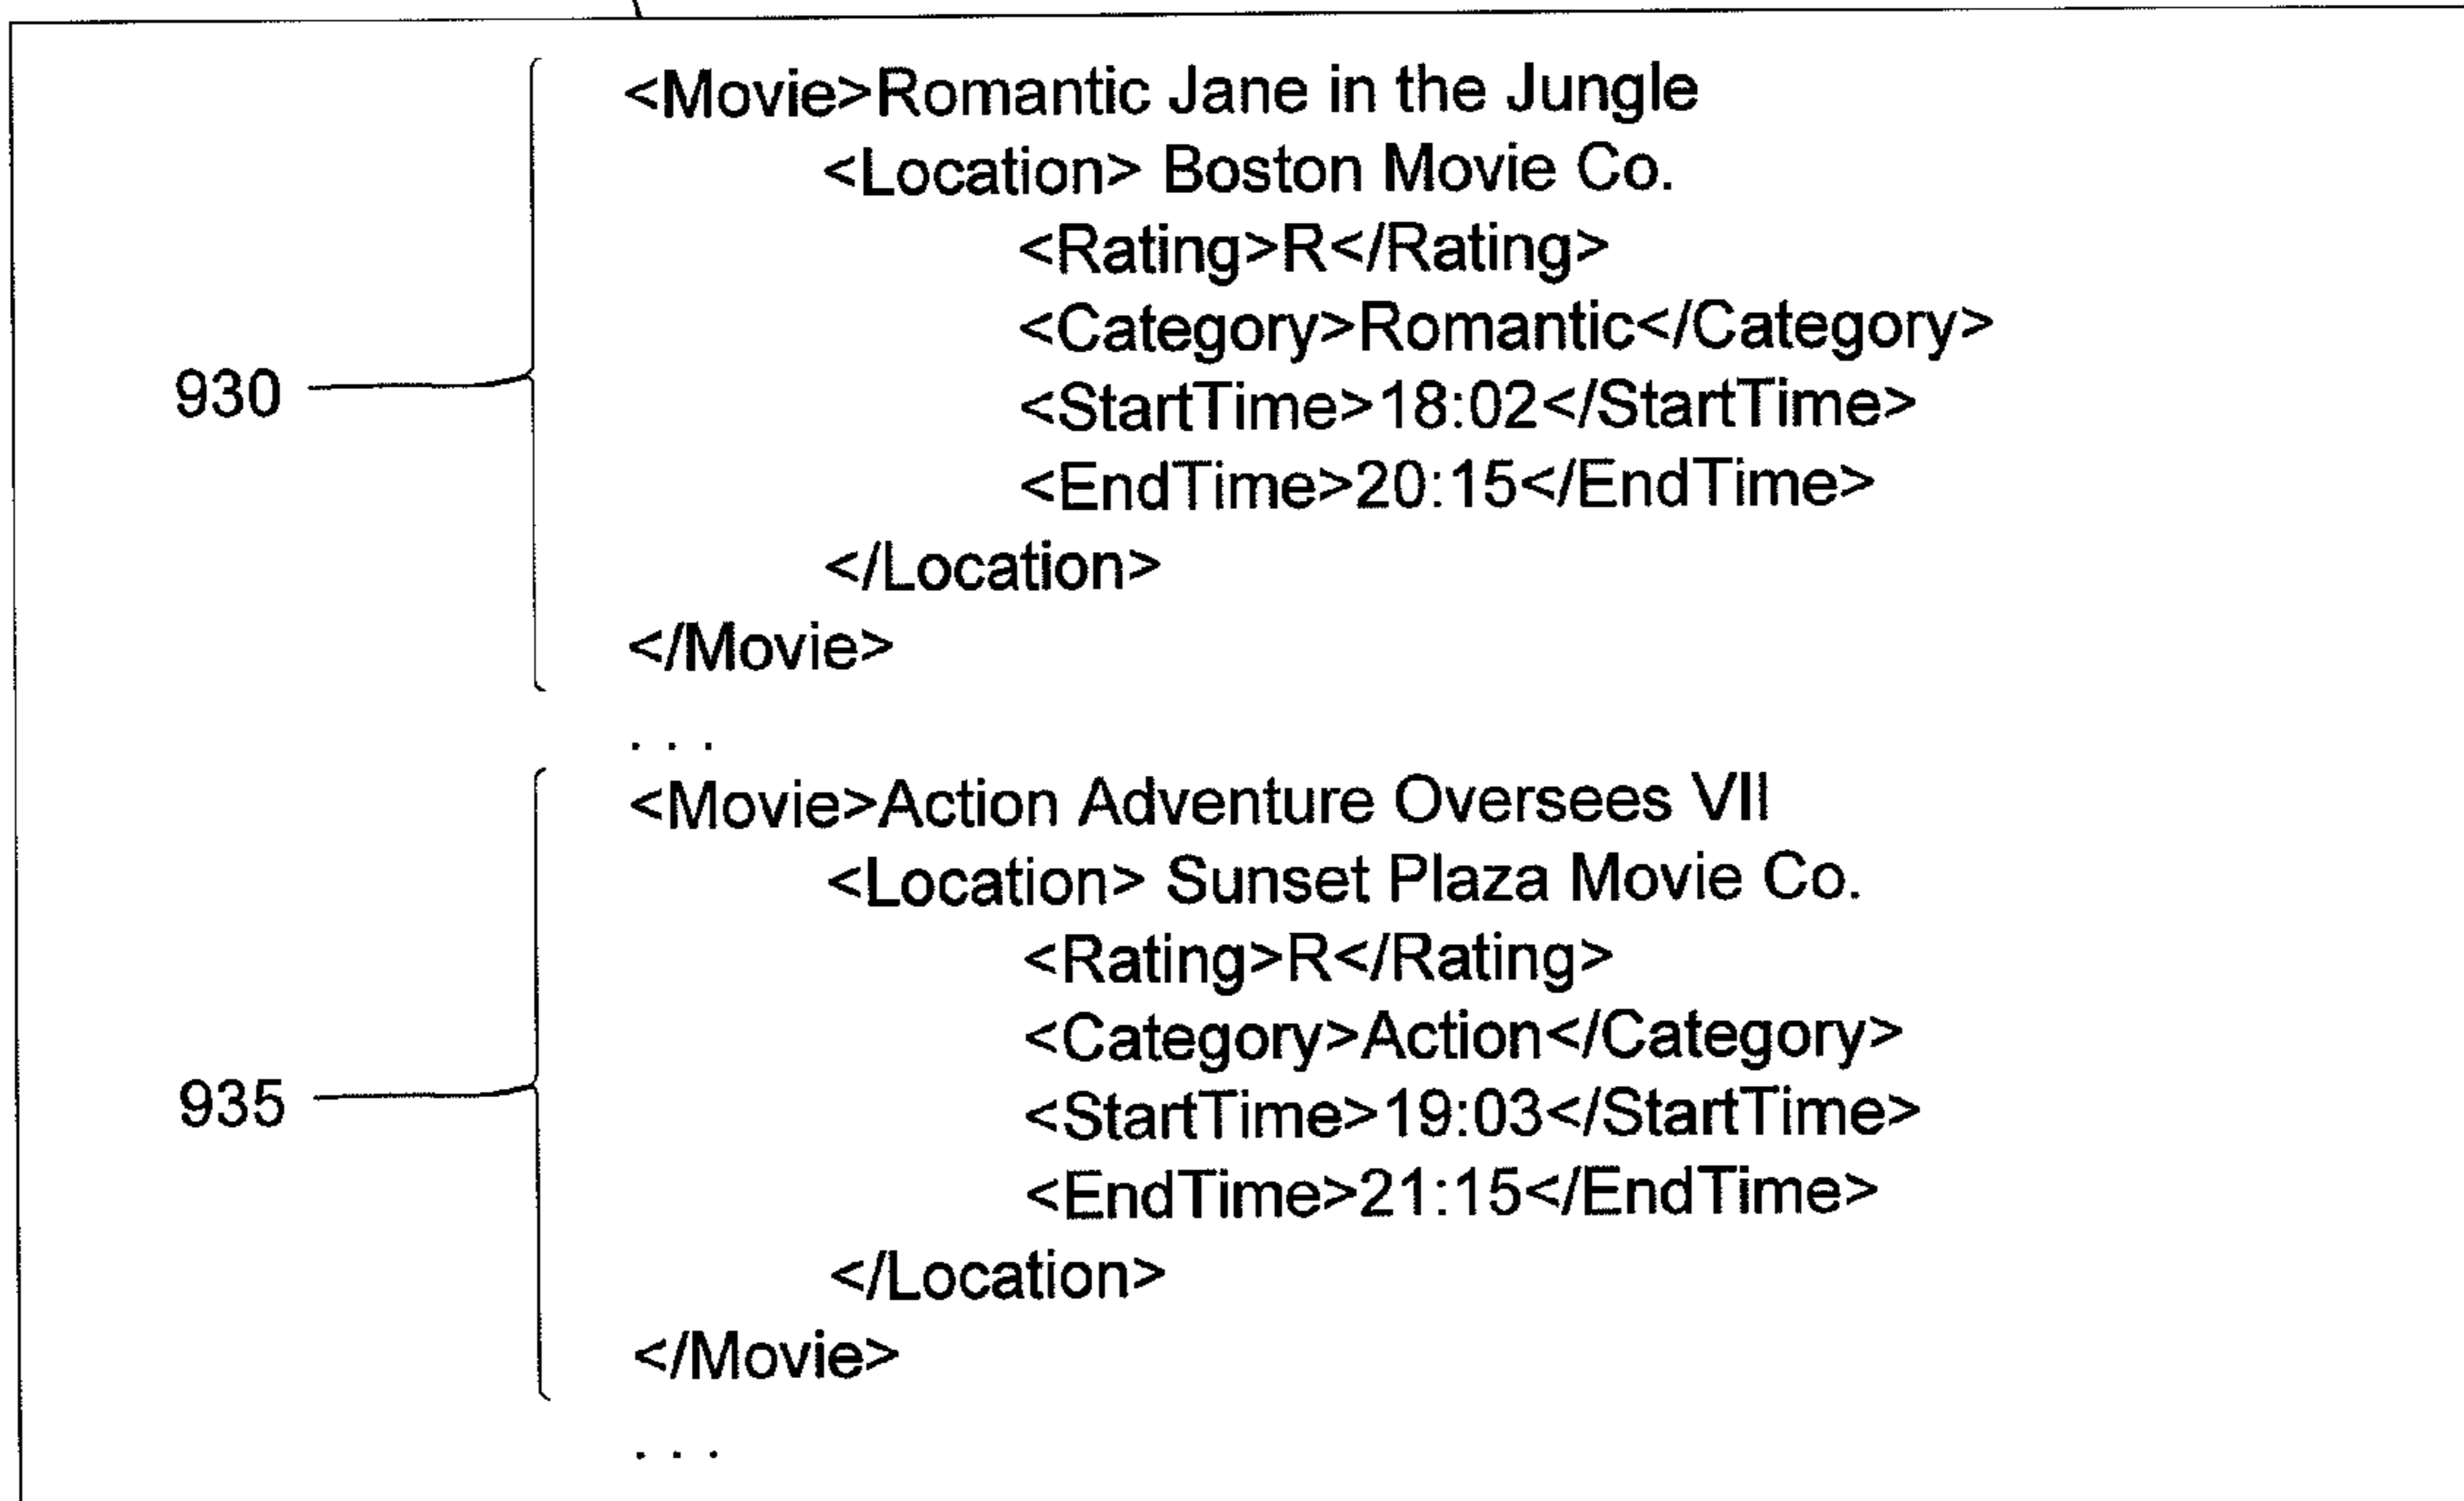 <Movie>Romantic Jane in the Jungle
<Location> Boston Movie Co.
<Rating>R</Rating>
<Category>Romantic</Category>
930
<StartTime>18:02</StartTime>
<EndTime>20:15</EndTime>
</Location>
</Movie>
. . .
<Movie>Action Adventure Oversees VII
<Location> Sunset Plaza Movie Co.
<Rating>R</Rating>
<Category>Action</Category>
935
<StartTime>19:03</StartTime>
<EndTime>21:15</EndTime>
</Location>
</Movie>
. . .